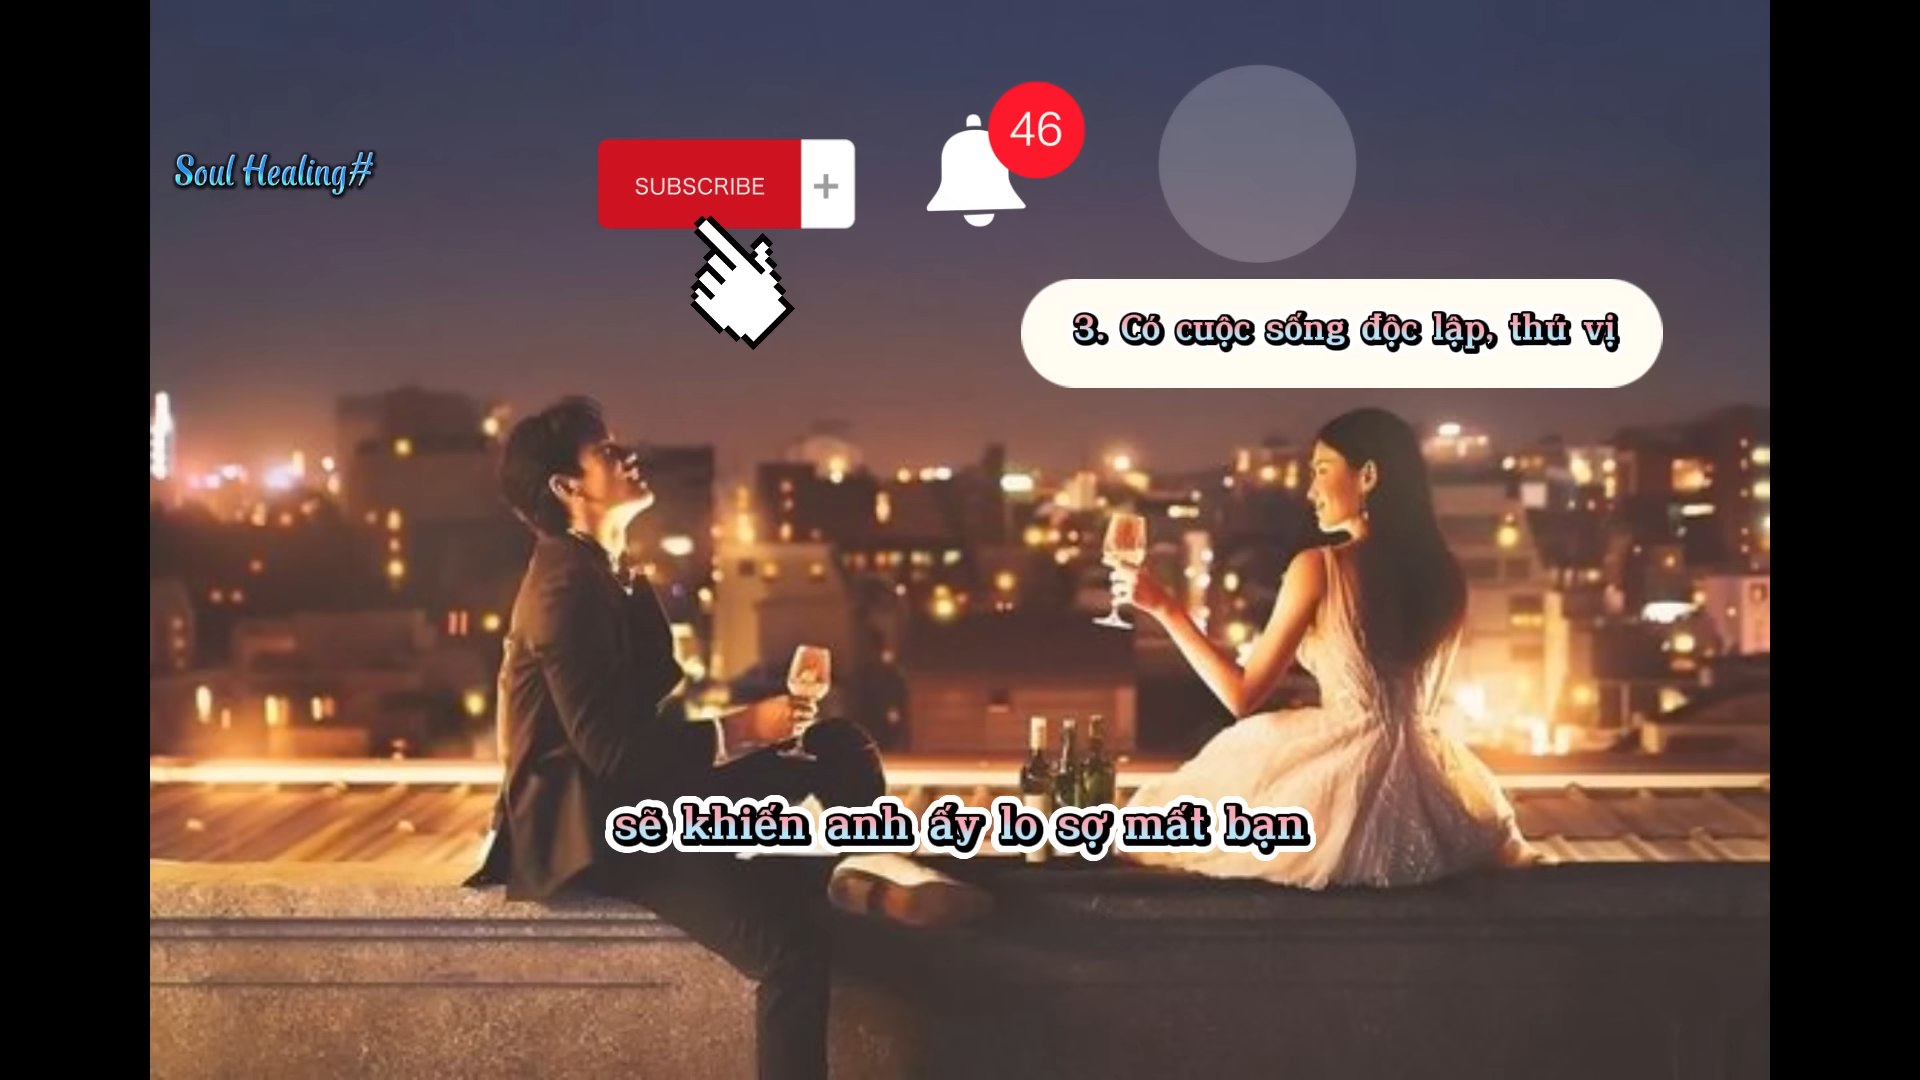 46
Soul Healing#
SUBSCRIBE +
3. Có cuộc sống độc lập, thú vị
sẽ khiến anh ấy lo sợ mất bạn